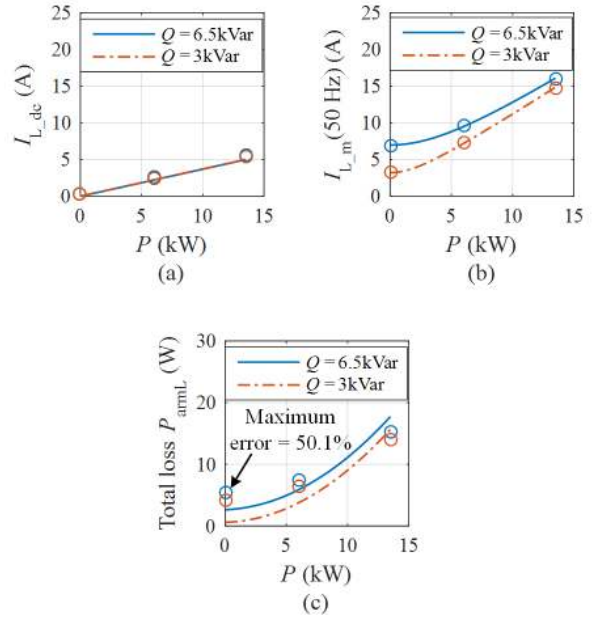 25
20
15
10
5
0
I_L_dc (A)
Q = 6.5kVar
Q = 3kVar
0 5 10 15
P (kW)
(a)
25
20
15
10
5
0
I_L_m(50 Hz) (A)
Q = 6.5kVar
Q = 3kVar
0 5 10 15
P (kW)
(b)
30
20
10
0
Total loss P_armL (W)
Q = 6.5kVar
Q = 3kVar
Maximum
error = 50.1%
0 5 10 15
P (kW)
(c)